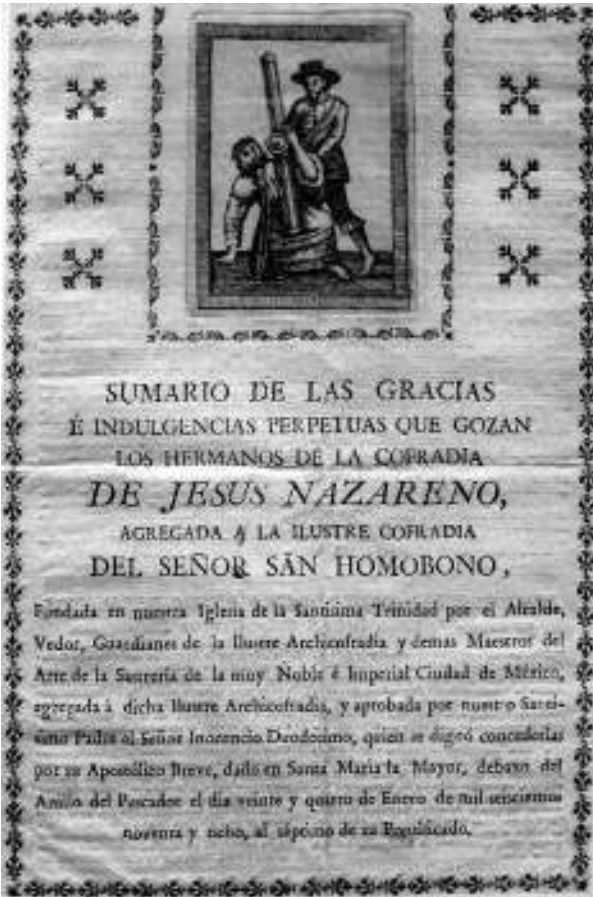 SUMARIO DE LAS GRACIAS
É INDULGENCIAS PERPETUAS QUE GOZAN
LOS HERMANOS DE LA COFRADIA
DE JESUS NAZARENO,
AGREGADA Á LA ILUSTRE COFRADIA
DEL SEÑOR SAN HOMOBONO,
Fundada en nuestra Iglesia de la Santisima Trinidad por el Alcalde,
Vedor, Guardianes de la Ilustre Archicofradia y demas Maestros del
Arte de la Sastrería de la muy Noble é Imperial Ciudad de México,
agregada á dicha Ilustre Archicofradia, y aprobada por nuestro Santí-
simo Padre el Señor Inocencio Duodecimo, quien se dignó concederlas
por su Apostólico Breve, dado en Santa Maria la Mayor, debaxo del
Anillo del Pescador el dia veinte y quatro de Enero de mil seiscientos
noventa y ocho, al séptimo de su Pontificado.